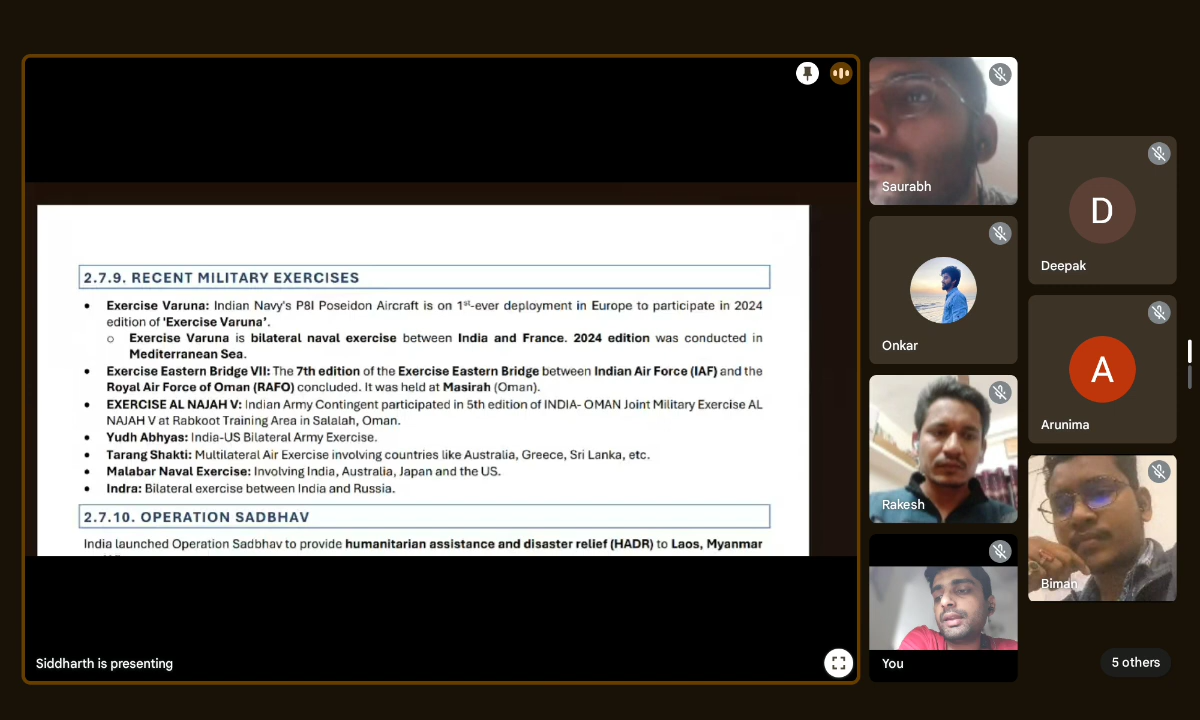 2.7.9. RECENT MILITARY EXERCISES
• Exercise Varuna: Indian Navy's P8I Poseidon Aircraft is on 1st-ever deployment in Europe to participate in 2024
edition of 'Exercise Varuna'.
o Exercise Varuna is bilateral naval exercise between India and France. 2024 edition was conducted in
Mediterranean Sea.
• Exercise Eastern Bridge VII: The 7th edition of the Exercise Eastern Bridge between Indian Air Force (IAF) and the
Royal Air Force of Oman (RAFO) concluded. It was held at Masirah (Oman).
• EXERCISE AL NAJAH V: Indian Army Contingent participated in 5th edition of INDIA- OMAN Joint Military Exercise AL
NAJAH V at Rabkoot Training Area in Salalah, Oman.
• Yudh Abhyas: India-US Bilateral Army Exercise.
• Tarang Shakti: Multilateral Air Exercise involving countries like Australia, Greece, Sri Lanka, etc.
• Malabar Naval Exercise: Involving India, Australia, Japan and the US.
• Indra: Bilateral exercise between India and Russia.
2.7.10. OPERATION SADBHAV
India launched Operation Sadbhav to provide humanitarian assistance and disaster relief (HADR) to Laos, Myanmar
Siddharth is presenting
Saurabh
Onkar
Rakesh
You
D
Deepak
A
Arunima
Biman
5 others